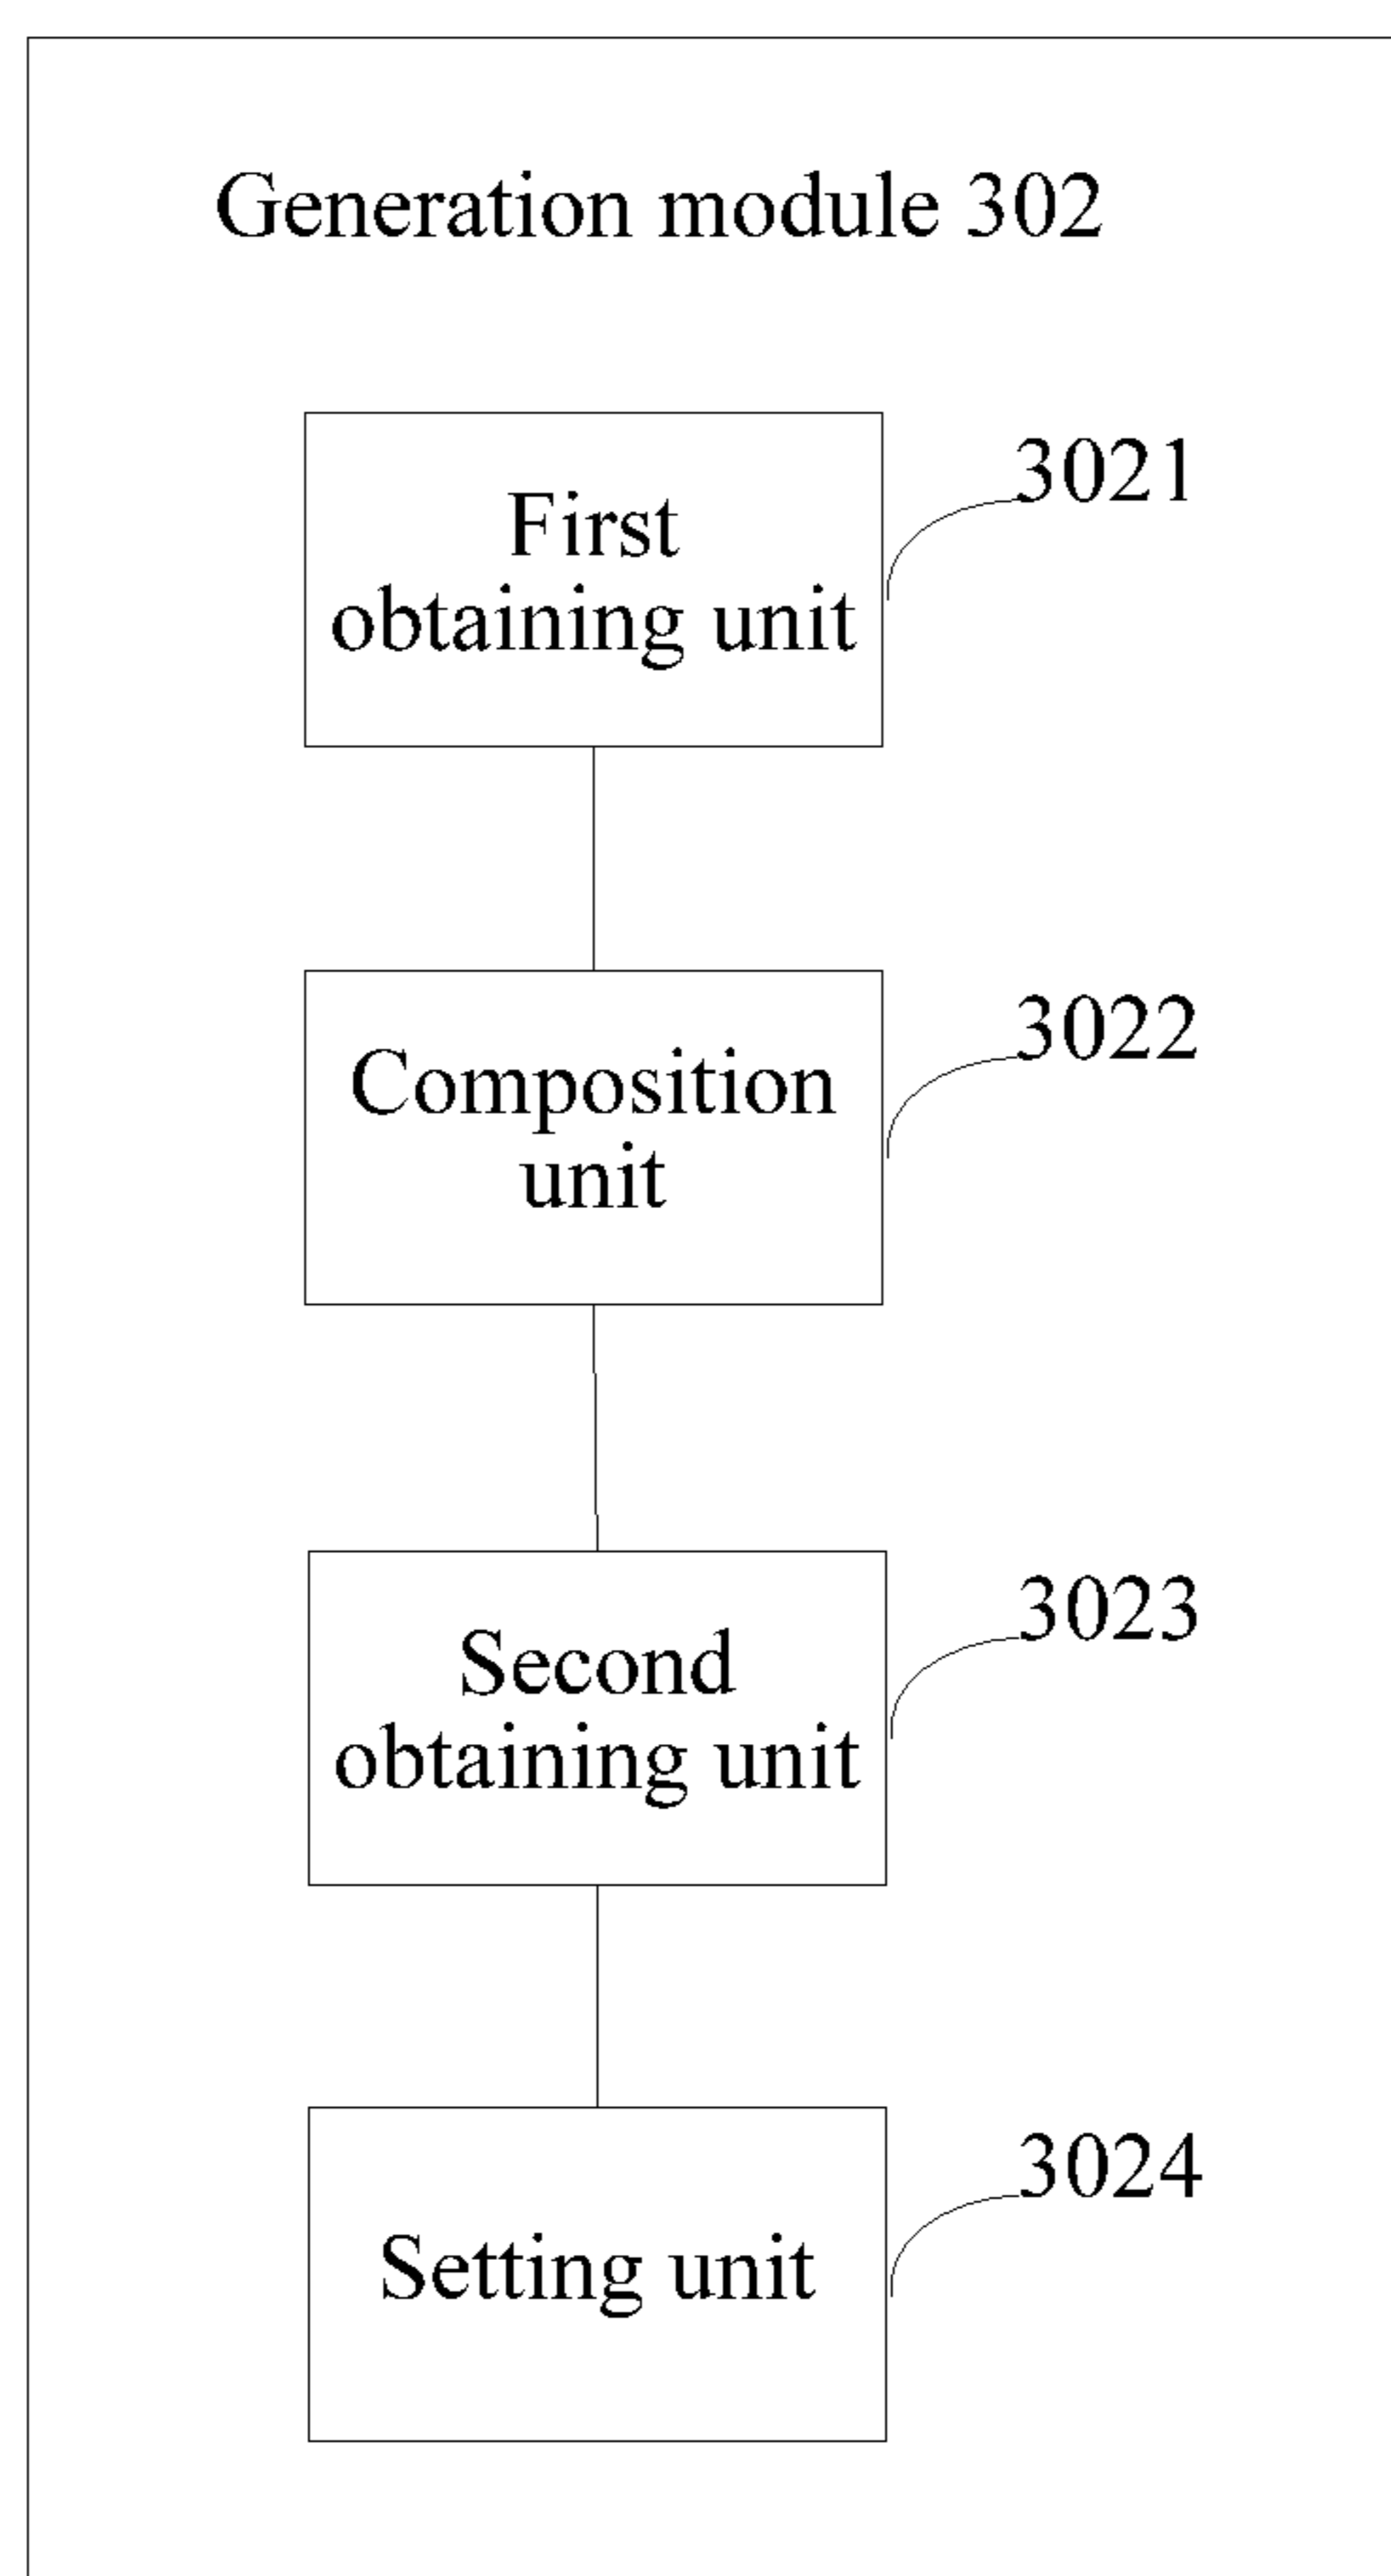 Generation module 302
3021
First
obtaining unit
3022
Composition
unit
3023
Second
obtaining unit
3024
Setting unit